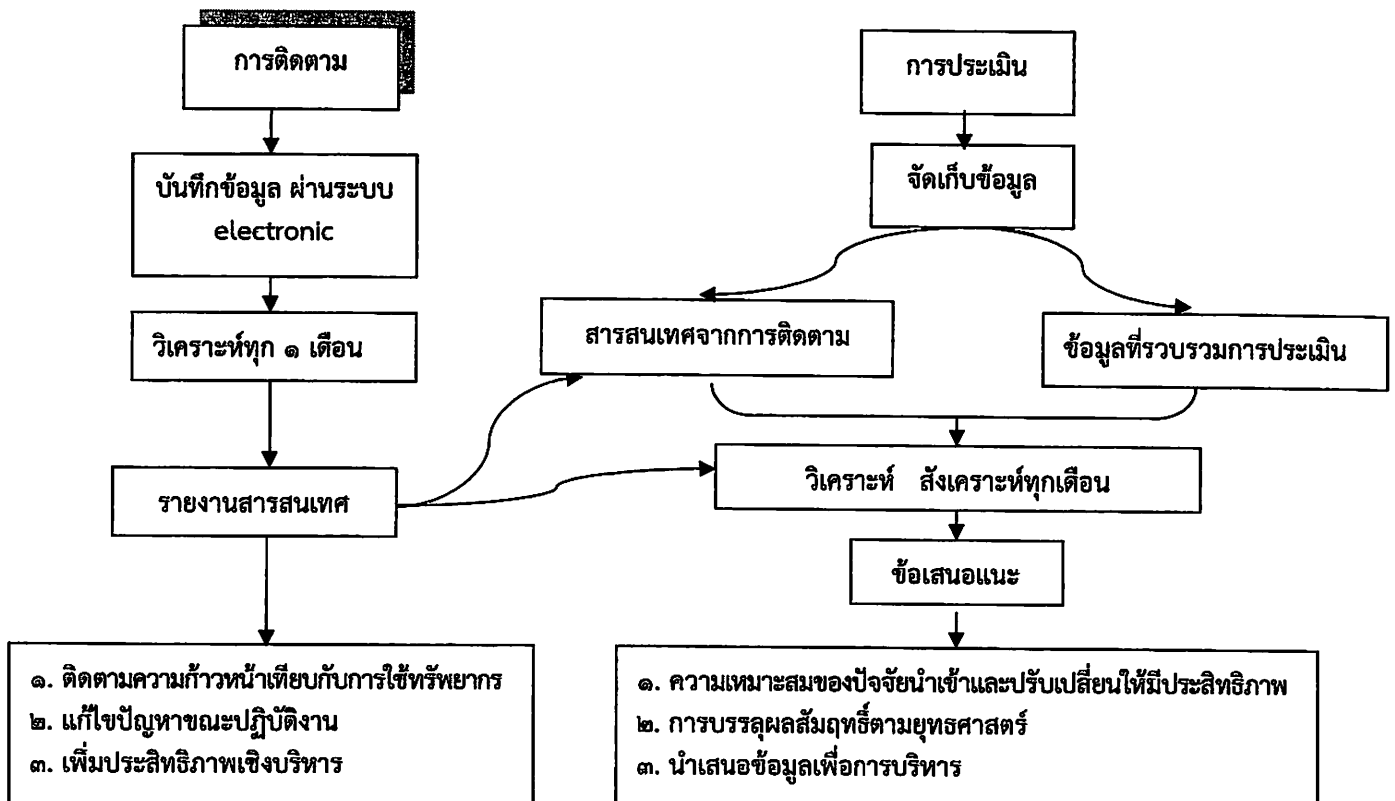 การติดตาม
บันทึกข้อมูล ผ่านระบบ
electronic
วิเคราะห์ทุก ๑ เดือน
รายงานสารสนเทศ
๑. ติดตามความก้าวหน้าเทียบกับการใช้ทรัพยากร
๒. แก้ไขปัญหาขณะปฏิบัติงาน
๓. เพิ่มประสิทธิภาพเชิงบริหาร
การประเมิน
จัดเก็บข้อมูล
สารสนเทศจากการติดตาม
ข้อมูลที่รวบรวมการประเมิน
วิเคราะห์ สังเคราะห์ทุกเดือน
ข้อเสนอแนะ
๑. ความเหมาะสมของปัจจัยนำเข้าและปรับเปลี่ยนให้มีประสิทธิภาพ
๒. การบรรลุผลสัมฤทธิ์ตามยุทธศาสตร์
๓. นำเสนอข้อมูลเพื่อการบริหาร